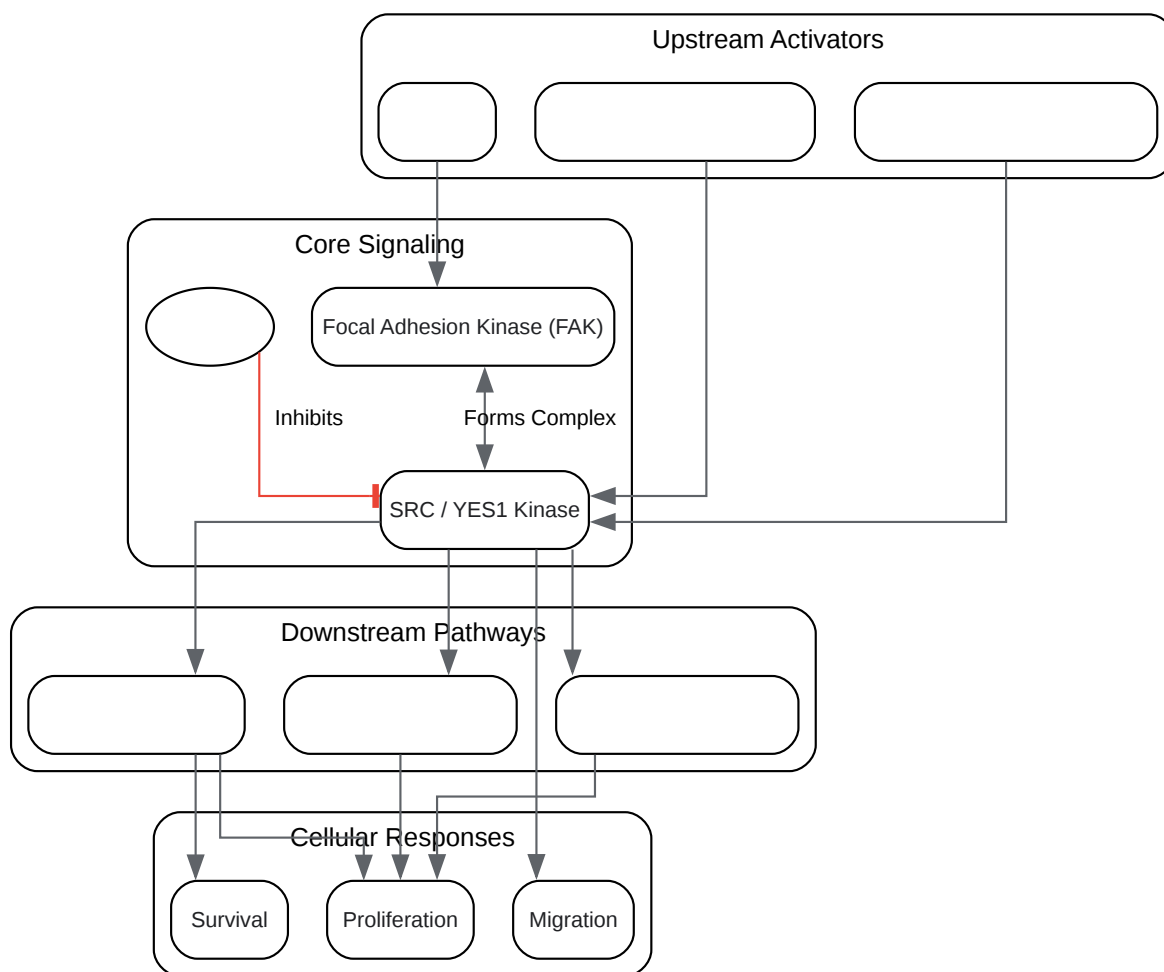 Upstream Activators
Core Signaling
Focal Adhesion Kinase (FAK)
Inhibits
Forms Complex
SRC / YES1 Kinase
Downstream Pathways
Cellular Responses
Survival
Proliferation
Migration